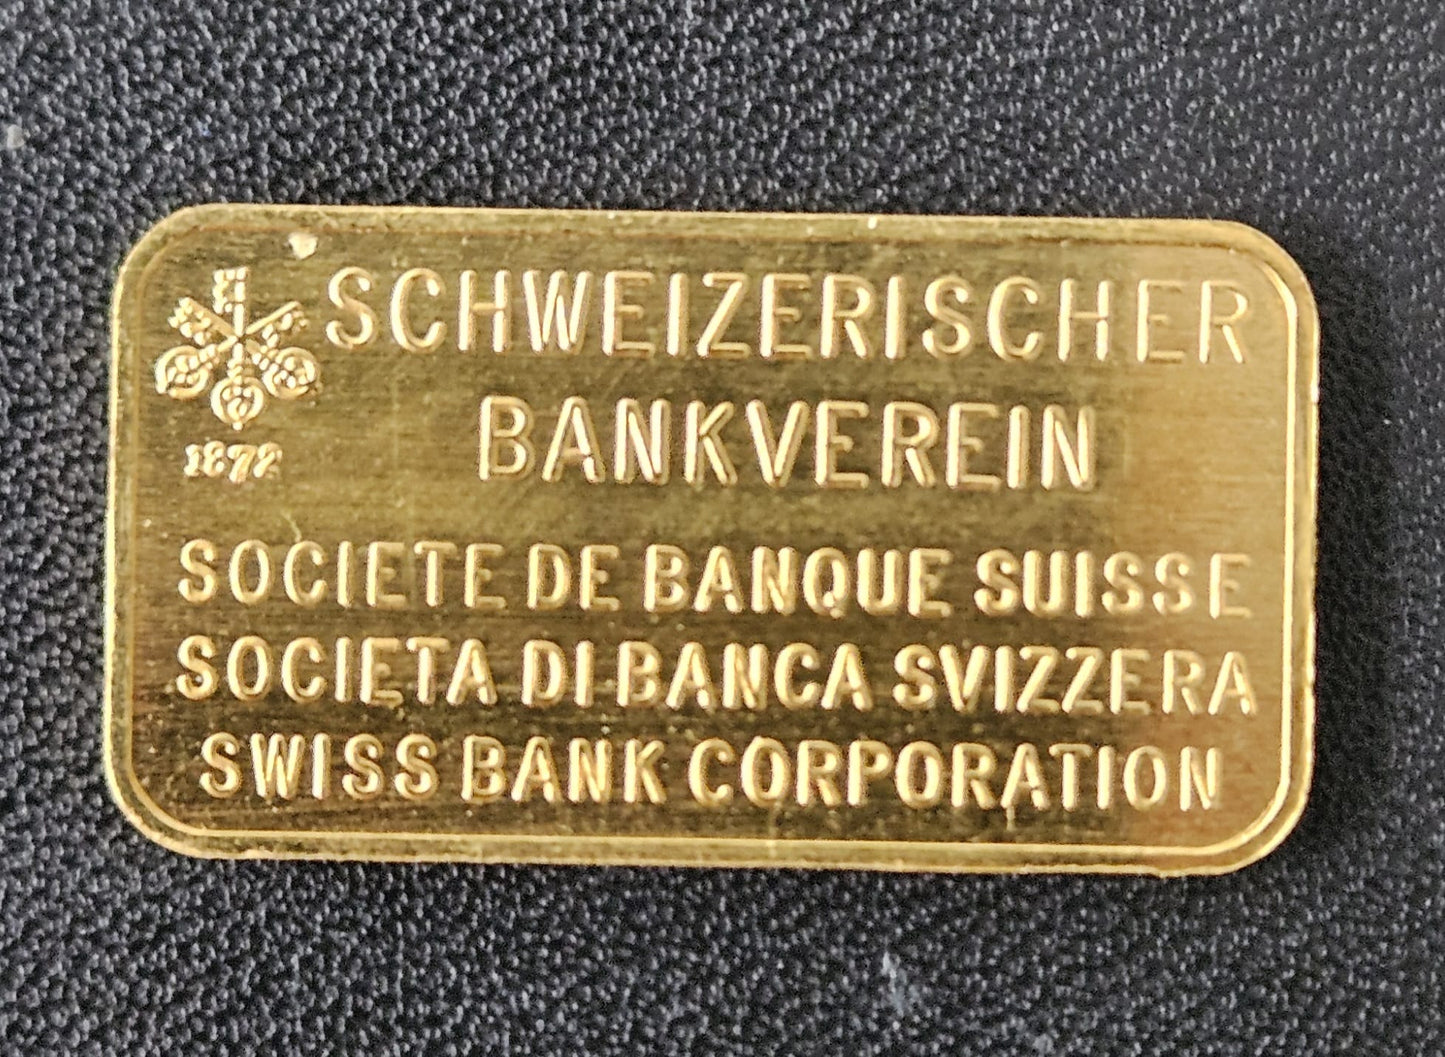 SCHWEIZERISCHER
BANKVEREIN
1872
SOCIETE DE BANQUE SUISSE
SOCIETA DI BANCA SVIZZERA
SWISS BANK CORPORATION